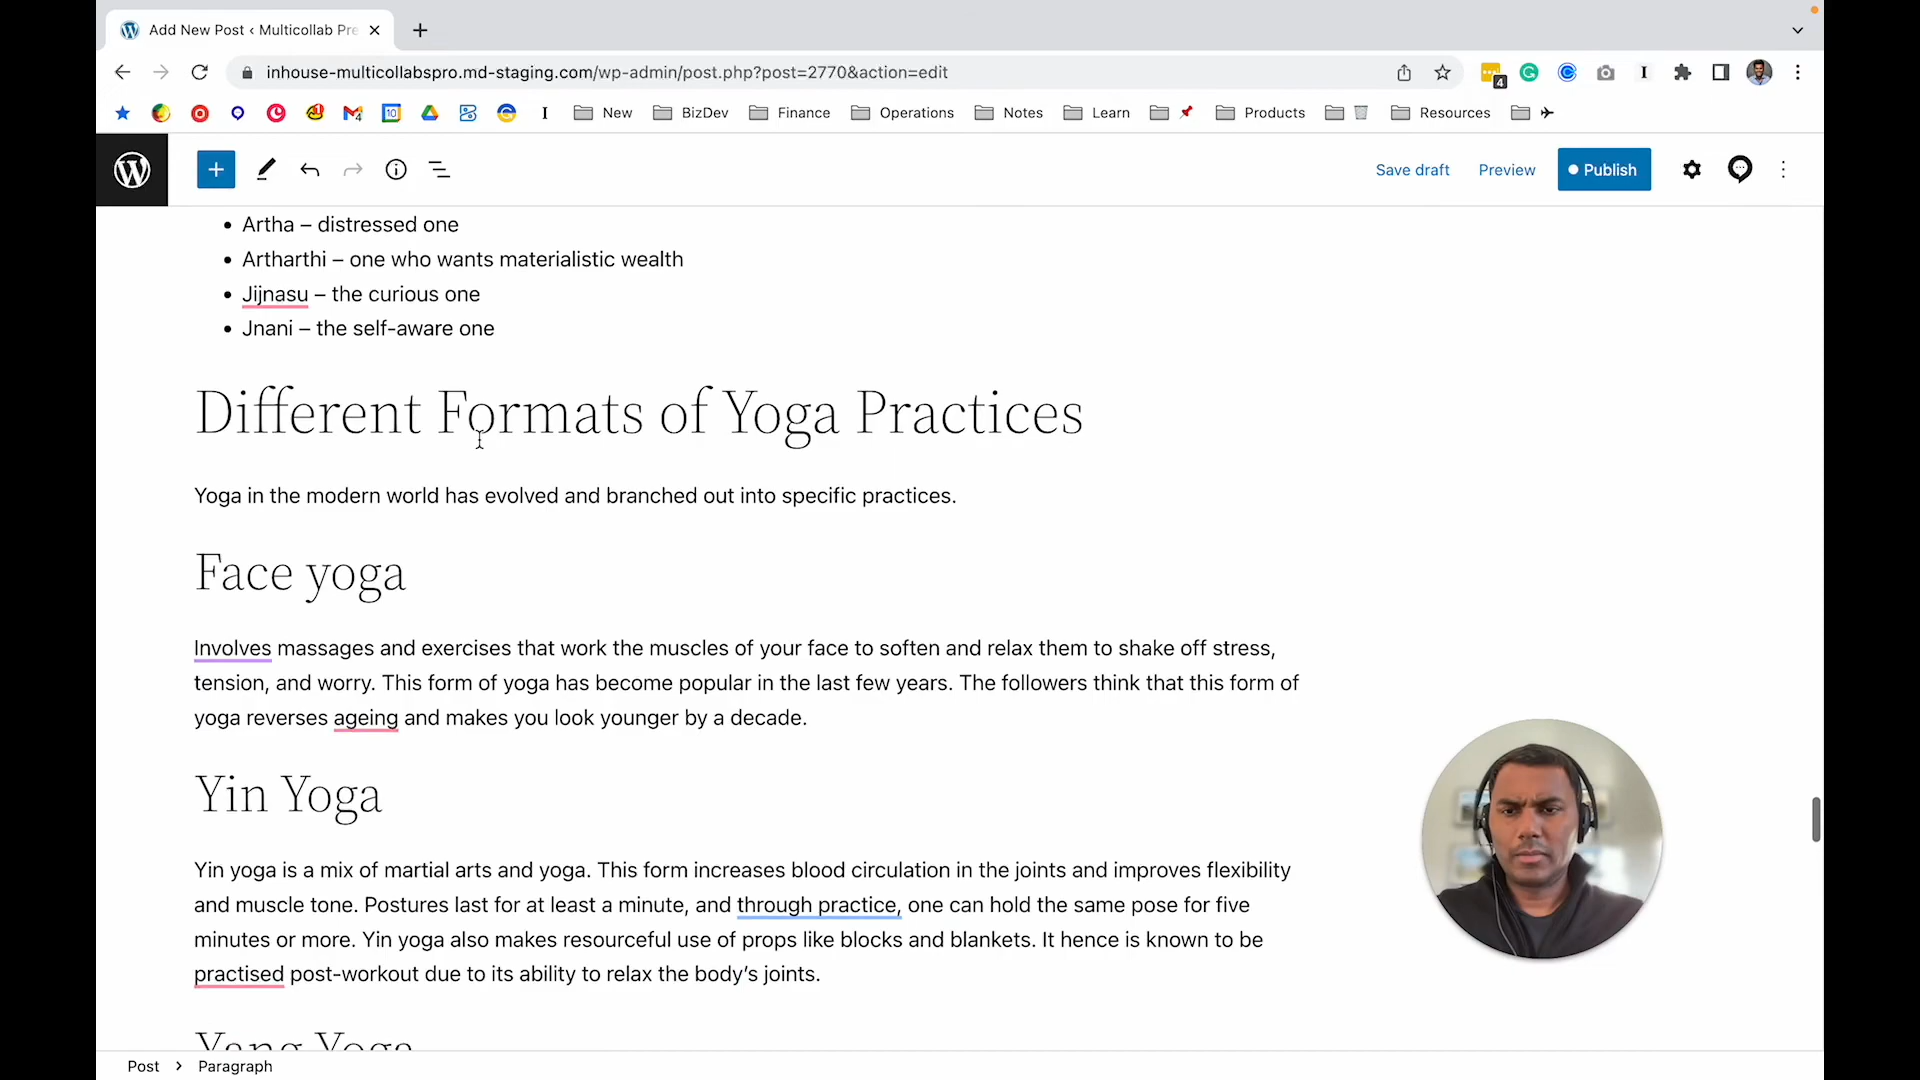 Add New Post ‹ Multicollab Pre
inhouse-multicollabspro.md-staging.com/wp-admin/post.php?post=2770&action=edit
4
New
BizDev
Finance
Operations
Notes
Learn
Products
Resources
Save draft
Preview
Publish
Artha – distressed one
Artharthi – one who wants materialistic wealth
Jijnasu – the curious one
Jnani – the self-aware one
Different Formats of Yoga Practices
Yoga in the modern world has evolved and branched out into specific practices.
Face yoga
Involves massages and exercises that work the muscles of your face to soften and relax them to shake off stress,
tension, and worry. This form of yoga has become popular in the last few years. The followers think that this form of
yoga reverses ageing and makes you look younger by a decade.
Yin Yoga
Yin yoga is a mix of martial arts and yoga. This form increases blood circulation in the joints and improves flexibility
and muscle tone. Postures last for at least a minute, and through practice, one can hold the same pose for five
minutes or more. Yin yoga also makes resourceful use of props like blocks and blankets. It hence is known to be
practised post-workout due to its ability to relax the body’s joints.
Yang Yoga
Post
Paragraph